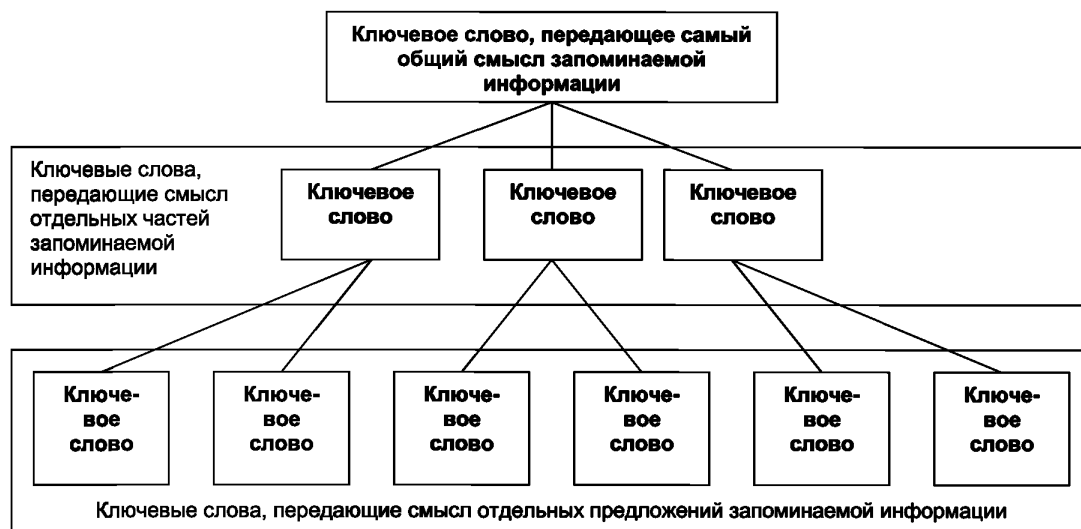 Ключевое слово, передающее самый
общий смысл запоминаемой
информации
Ключевые слова,
передающие смысл
отдельных частей
запоминаемой
информации
Ключевое
слово
Ключевое
слово
Ключевое
слово
Ключе-
вое
слово
Ключе-
вое
слово
Ключе-
вое
слово
Ключе-
вое
слово
Ключе-
вое
слово
Ключе-
вое
слово
Ключевые слова, передающие смысл отдельных предложений запоминаемой информации